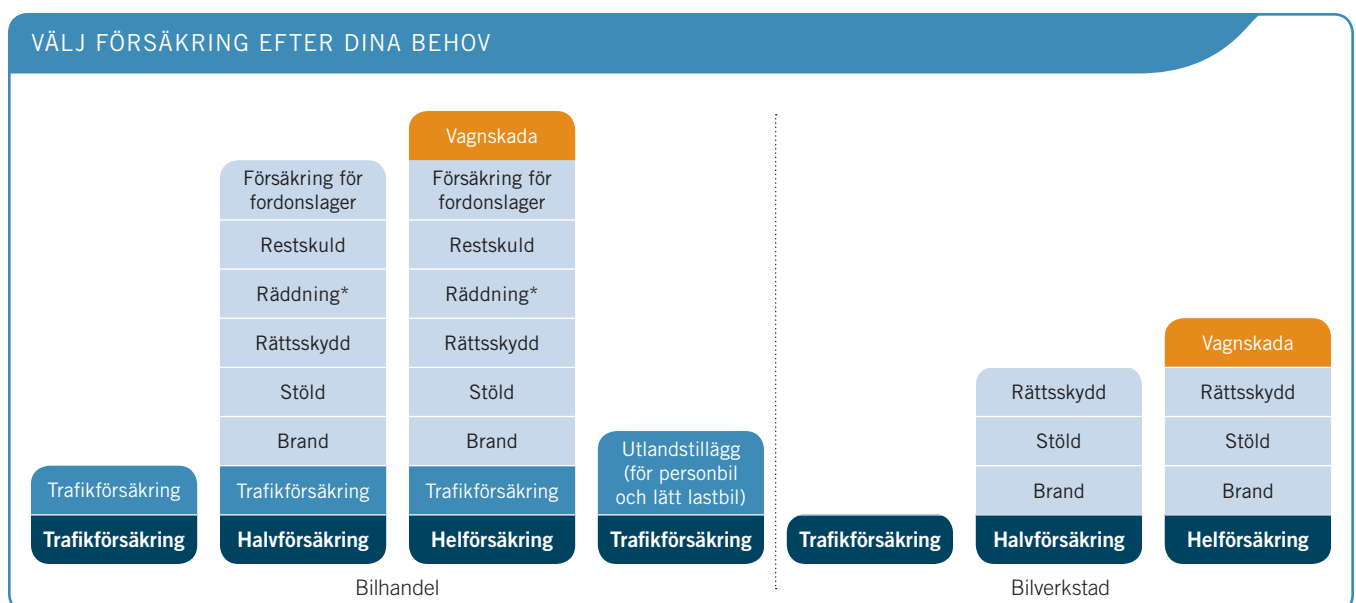 VÄLJ FÖRSÄKRING EFTER DINA BEHOV
Trafikförsäkring
Trafikförsäkring
Försäkring för
fordonslager
Restskuld
Räddning*
Rättsskydd
Stöld
Brand
Trafikförsäkring
Halvförsäkring
Vagnskada
Försäkring för
fordonslager
Restskuld
Räddning*
Rättsskydd
Stöld
Brand
Trafikförsäkring
Helförsäkring
Utlandstillägg
(för personbil
och lätt lastbil)
Trafikförsäkring
Bilhandel
Trafikförsäkring
Rättsskydd
Stöld
Brand
Halvförsäkring
Vagnskada
Rättsskydd
Stöld
Brand
Helförsäkring
Bilverkstad